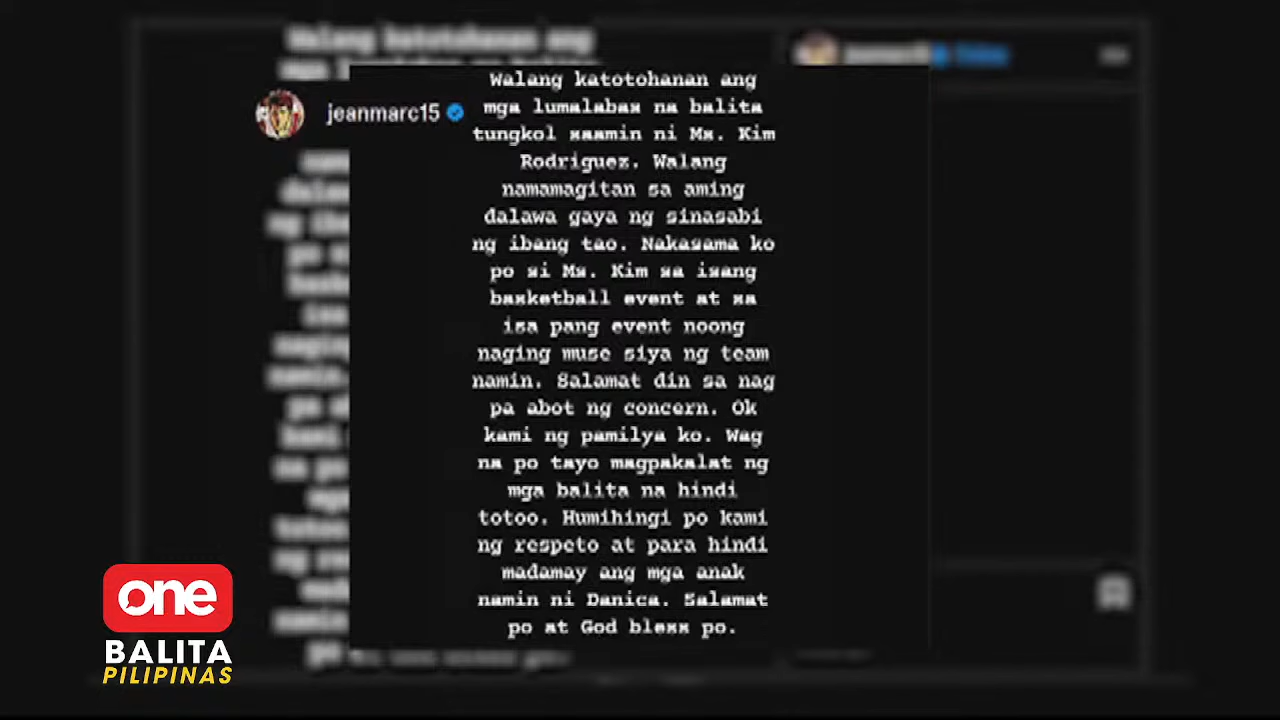 jeanmarc15
Walang katotohanan ang
mga lumalabas na balita
tungkol saamin ni Ms. Kim
Rodriguez. Walang
namamagitan sa aming
dalawa gaya ng sinasabi
ng ibang tao. Nakasama ko
po si Ms. Kim sa isang
basketball event at sa
isa pang event noong
naging muse siya ng team
namin. Salamat din sa nag
pa abot ng concern. Ok
kami ng pamilya ko. Wag
na po tayo magpakalat ng
mga balita na hindi
totoo. Humihingi po kami
ng respeto at para hindi
madamay ang mga anak
namin ni Danica. Salamat
po at God bless po.
one
BALITA
PILIPINAS